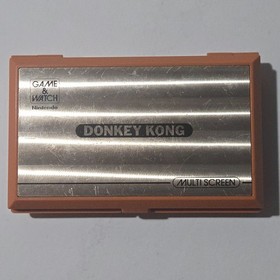 GAME
&
WATCH
Nintendo
DONKEY KONG
MULTI SCREEN